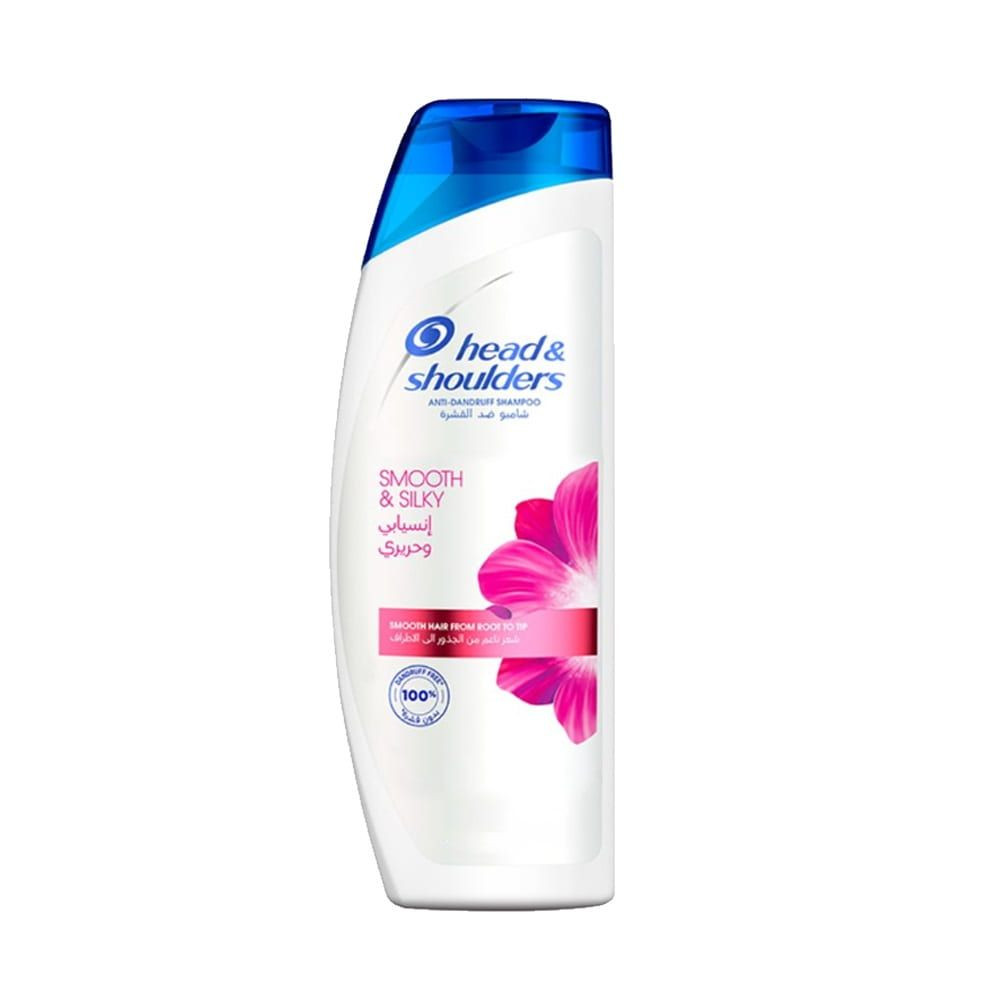 head &
shoulders
ANTI-DANDRUFF SHAMPOO
شامبو ضد القشرة
SMOOTH
& SILKY
إنسيابي
وحريري
SMOOTH HAIR FROM ROOT TO TIP
شعر ناعم من الجذور الى الاطراف
DANDRUFF FREE*
100%
بدون قشرة*